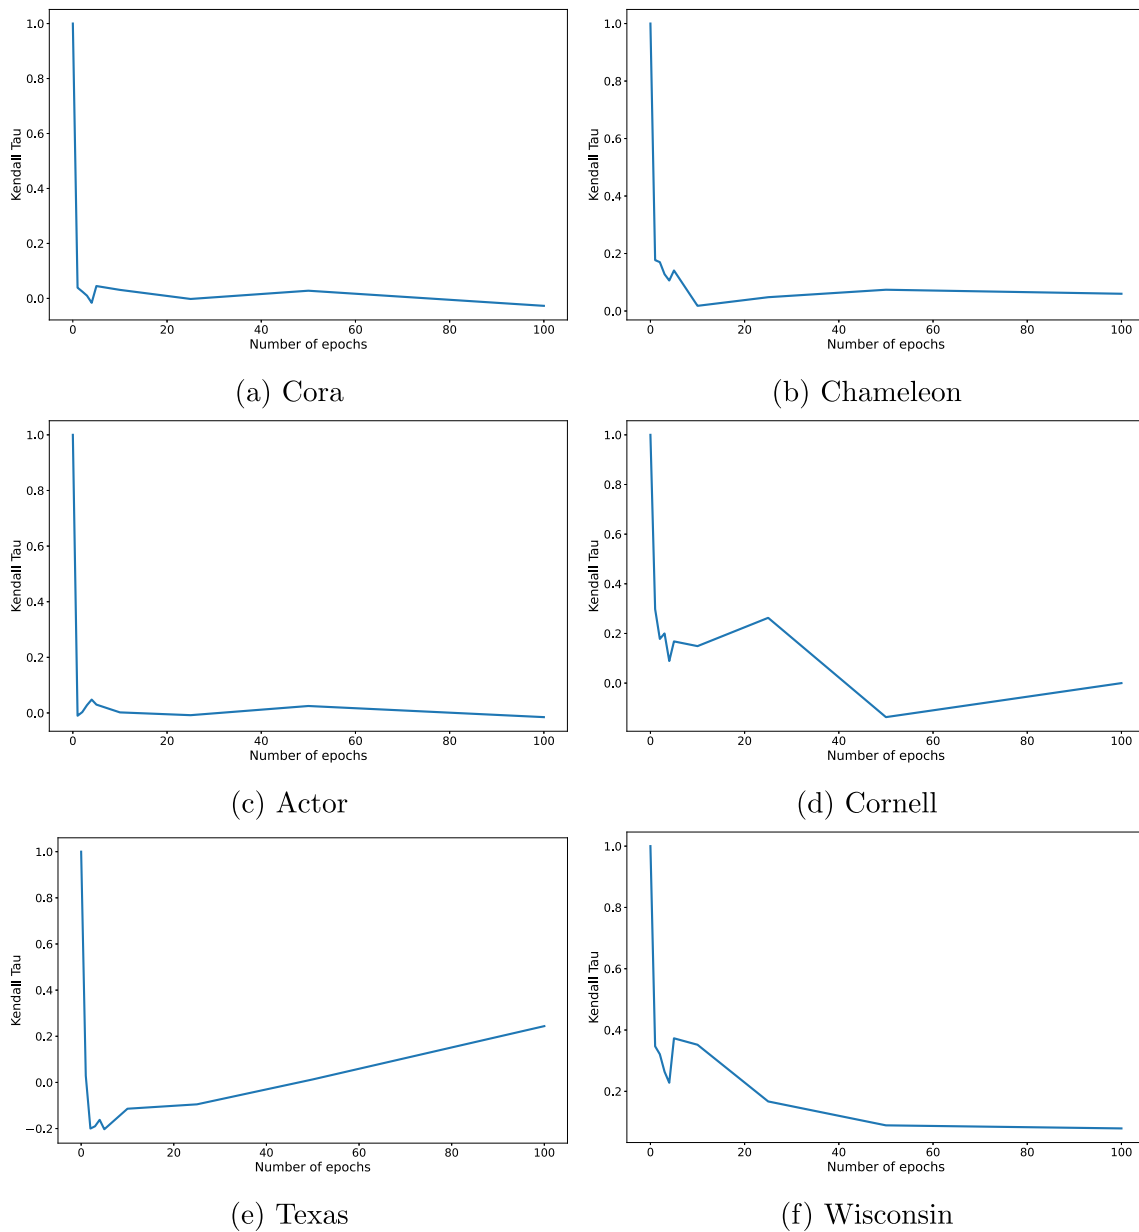 1.0
0.8
0.6
0.4
0.2
0.0
Kendall Tau
0 20 40 60 80 100
Number of epochs
(a) Cora
1.0
0.8
0.6
0.4
0.2
0.0
Kendall Tau
0 20 40 60 80 100
Number of epochs
(b) Chameleon
1.0
0.8
0.6
0.4
0.2
0.0
Kendall Tau
0 20 40 60 80 100
Number of epochs
(c) Actor
1.0
0.8
0.6
0.4
0.2
0.0
Kendall Tau
0 20 40 60 80 100
Number of epochs
(d) Cornell
1.0
0.8
0.6
0.4
0.2
0.0
−0.2
Kendall Tau
0 20 40 60 80 100
Number of epochs
(e) Texas
1.0
0.8
0.6
0.4
0.2
Kendall Tau
0 20 40 60 80 100
Number of epochs
(f) Wisconsin